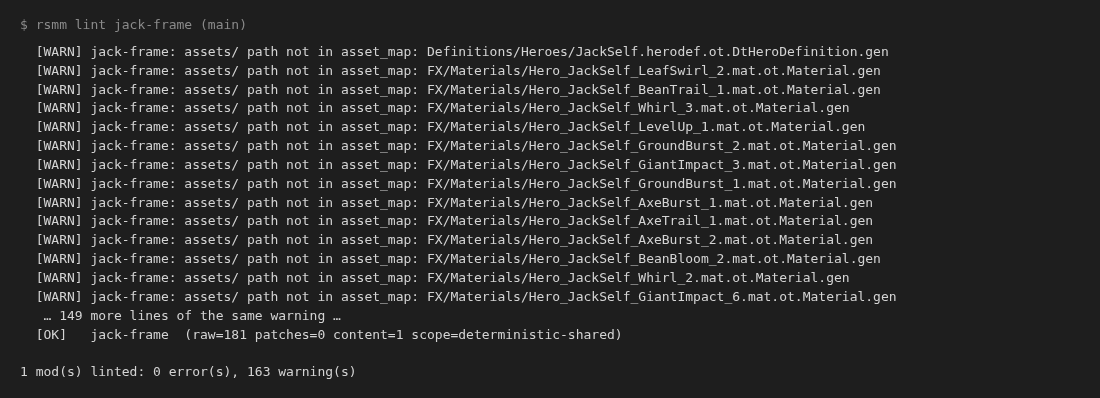 $ rsmm lint jack-frame (main)
[WARN] jack-frame: assets/ path not in asset_map: Definitions/Heroes/JackSelf.herodef.ot.DtHeroDefinition.gen
[WARN] jack-frame: assets/ path not in asset_map: FX/Materials/Hero_JackSelf_LeafSwirl_2.mat.ot.Material.gen
[WARN] jack-frame: assets/ path not in asset_map: FX/Materials/Hero_JackSelf_BeanTrail_1.mat.ot.Material.gen
[WARN] jack-frame: assets/ path not in asset_map: FX/Materials/Hero_JackSelf_Whirl_3.mat.ot.Material.gen
[WARN] jack-frame: assets/ path not in asset_map: FX/Materials/Hero_JackSelf_LevelUp_1.mat.ot.Material.gen
[WARN] jack-frame: assets/ path not in asset_map: FX/Materials/Hero_JackSelf_GroundBurst_2.mat.ot.Material.gen
[WARN] jack-frame: assets/ path not in asset_map: FX/Materials/Hero_JackSelf_GiantImpact_3.mat.ot.Material.gen
[WARN] jack-frame: assets/ path not in asset_map: FX/Materials/Hero_JackSelf_GroundBurst_1.mat.ot.Material.gen
[WARN] jack-frame: assets/ path not in asset_map: FX/Materials/Hero_JackSelf_AxeBurst_1.mat.ot.Material.gen
[WARN] jack-frame: assets/ path not in asset_map: FX/Materials/Hero_JackSelf_AxeTrail_1.mat.ot.Material.gen
[WARN] jack-frame: assets/ path not in asset_map: FX/Materials/Hero_JackSelf_AxeBurst_2.mat.ot.Material.gen
[WARN] jack-frame: assets/ path not in asset_map: FX/Materials/Hero_JackSelf_BeanBloom_2.mat.ot.Material.gen
[WARN] jack-frame: assets/ path not in asset_map: FX/Materials/Hero_JackSelf_Whirl_2.mat.ot.Material.gen
[WARN] jack-frame: assets/ path not in asset_map: FX/Materials/Hero_JackSelf_GiantImpact_6.mat.ot.Material.gen
… 149 more lines of the same warning …
[OK]   jack-frame  (raw=181 patches=0 content=1 scope=deterministic-shared)
1 mod(s) linted: 0 error(s), 163 warning(s)